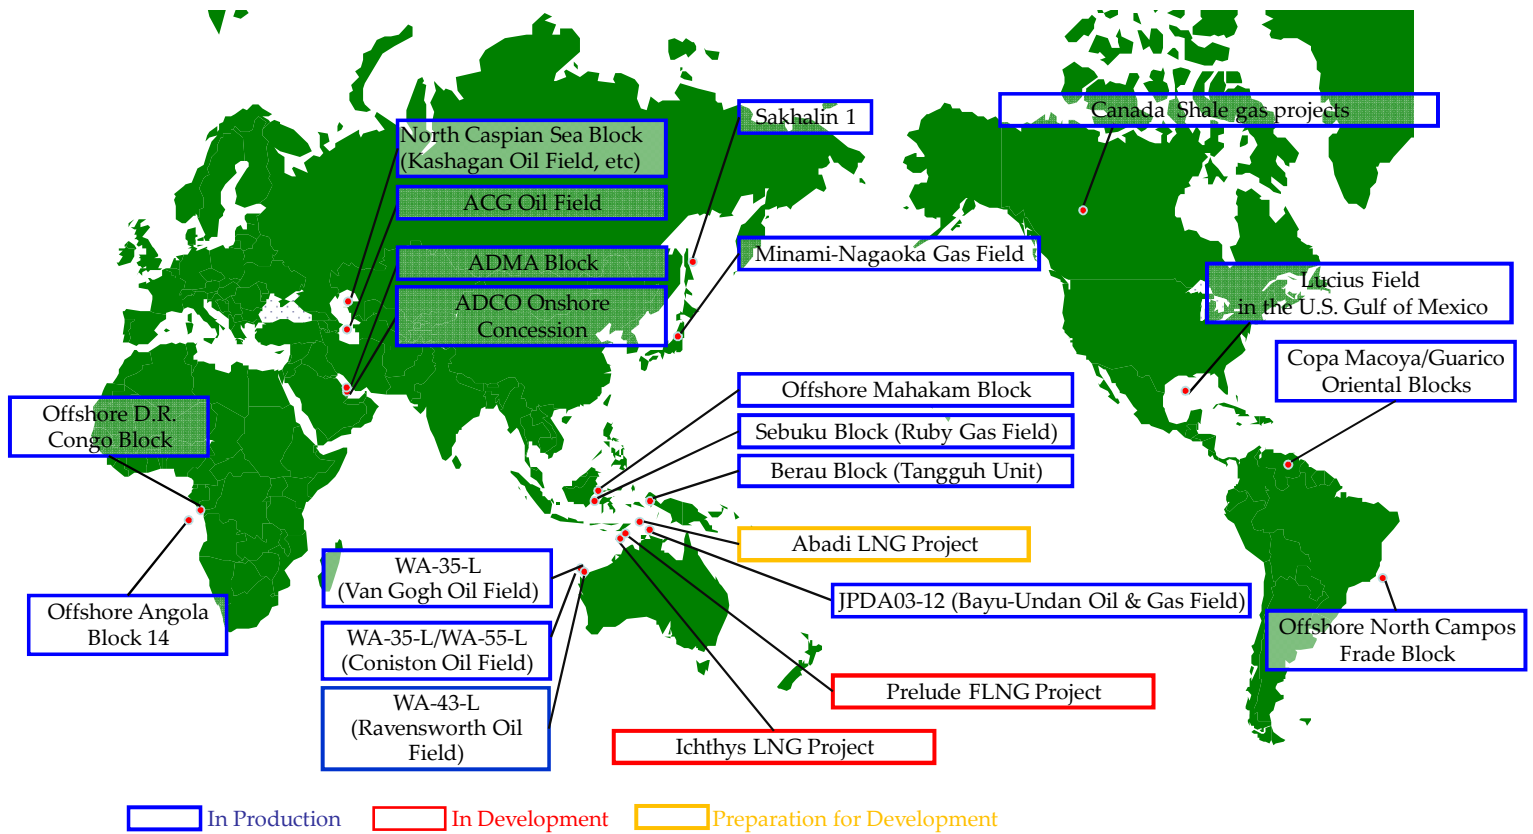 Sakhalin 1
Canada Shale gas projects
North Caspian Sea Block
(Kashagan Oil Field, etc)
ACG Oil Field
ADMA Block
ADCO Onshore
Concession
Minami-Nagaoka Gas Field
Lucius Field
in the U.S. Gulf of Mexico
Copa Macoya/Guarico
Oriental Blocks
Offshore D.R.
Congo Block
Offshore Mahakam Block
Sebuku Block (Ruby Gas Field)
Berau Block (Tangguh Unit)
Abadi LNG Project
WA-35-L
(Van Gogh Oil Field)
JPDA03-12 (Bayu-Undan Oil & Gas Field)
Offshore Angola
Block 14
WA-35-L/WA-55-L
(Coniston Oil Field)
Offshore North Campos
Frade Block
Prelude FLNG Project
WA-43-L
(Ravensworth Oil
Field)
Ichthys LNG Project
In Production
In Development
Preparation for Development